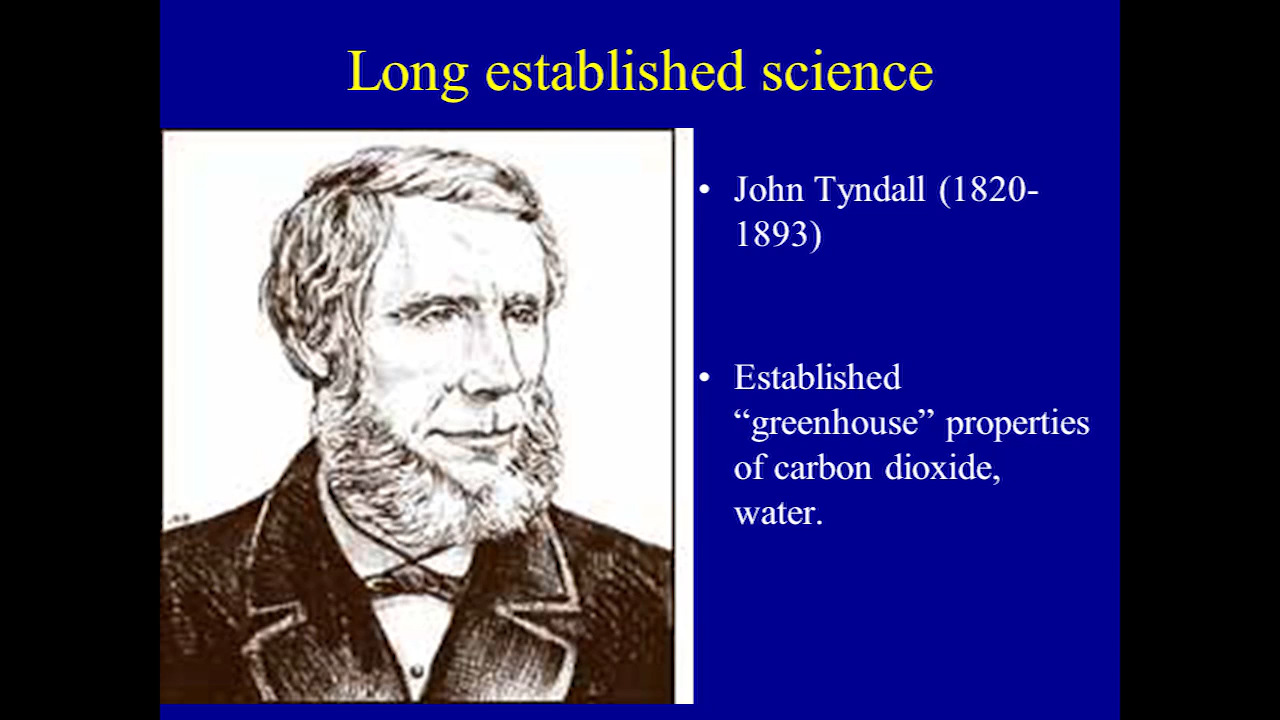 Long established science
• John Tyndall (1820-
1893)
• Established
“greenhouse” properties
of carbon dioxide,
water.